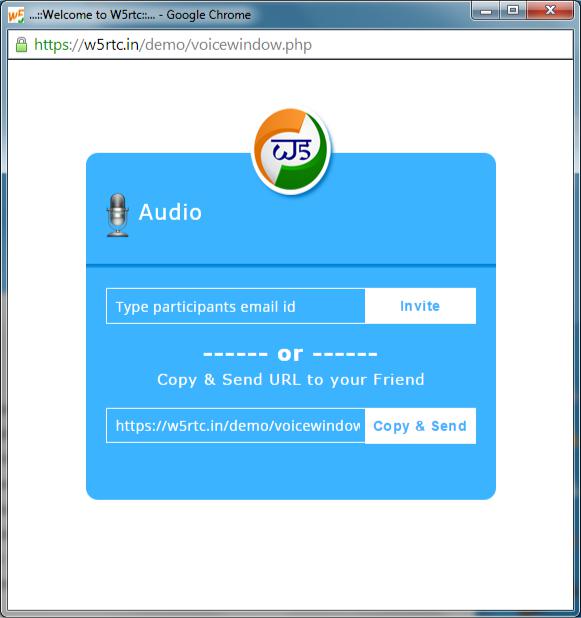 ...::Welcome to W5rtc::... - Google Chrome
https://w5rtc.in/demo/voicewindow.php
W5
Audio
Type participants email id
Invite
------ or ------
Copy & Send URL to your Friend
https://w5rtc.in/demo/voicewindow
Copy & Send